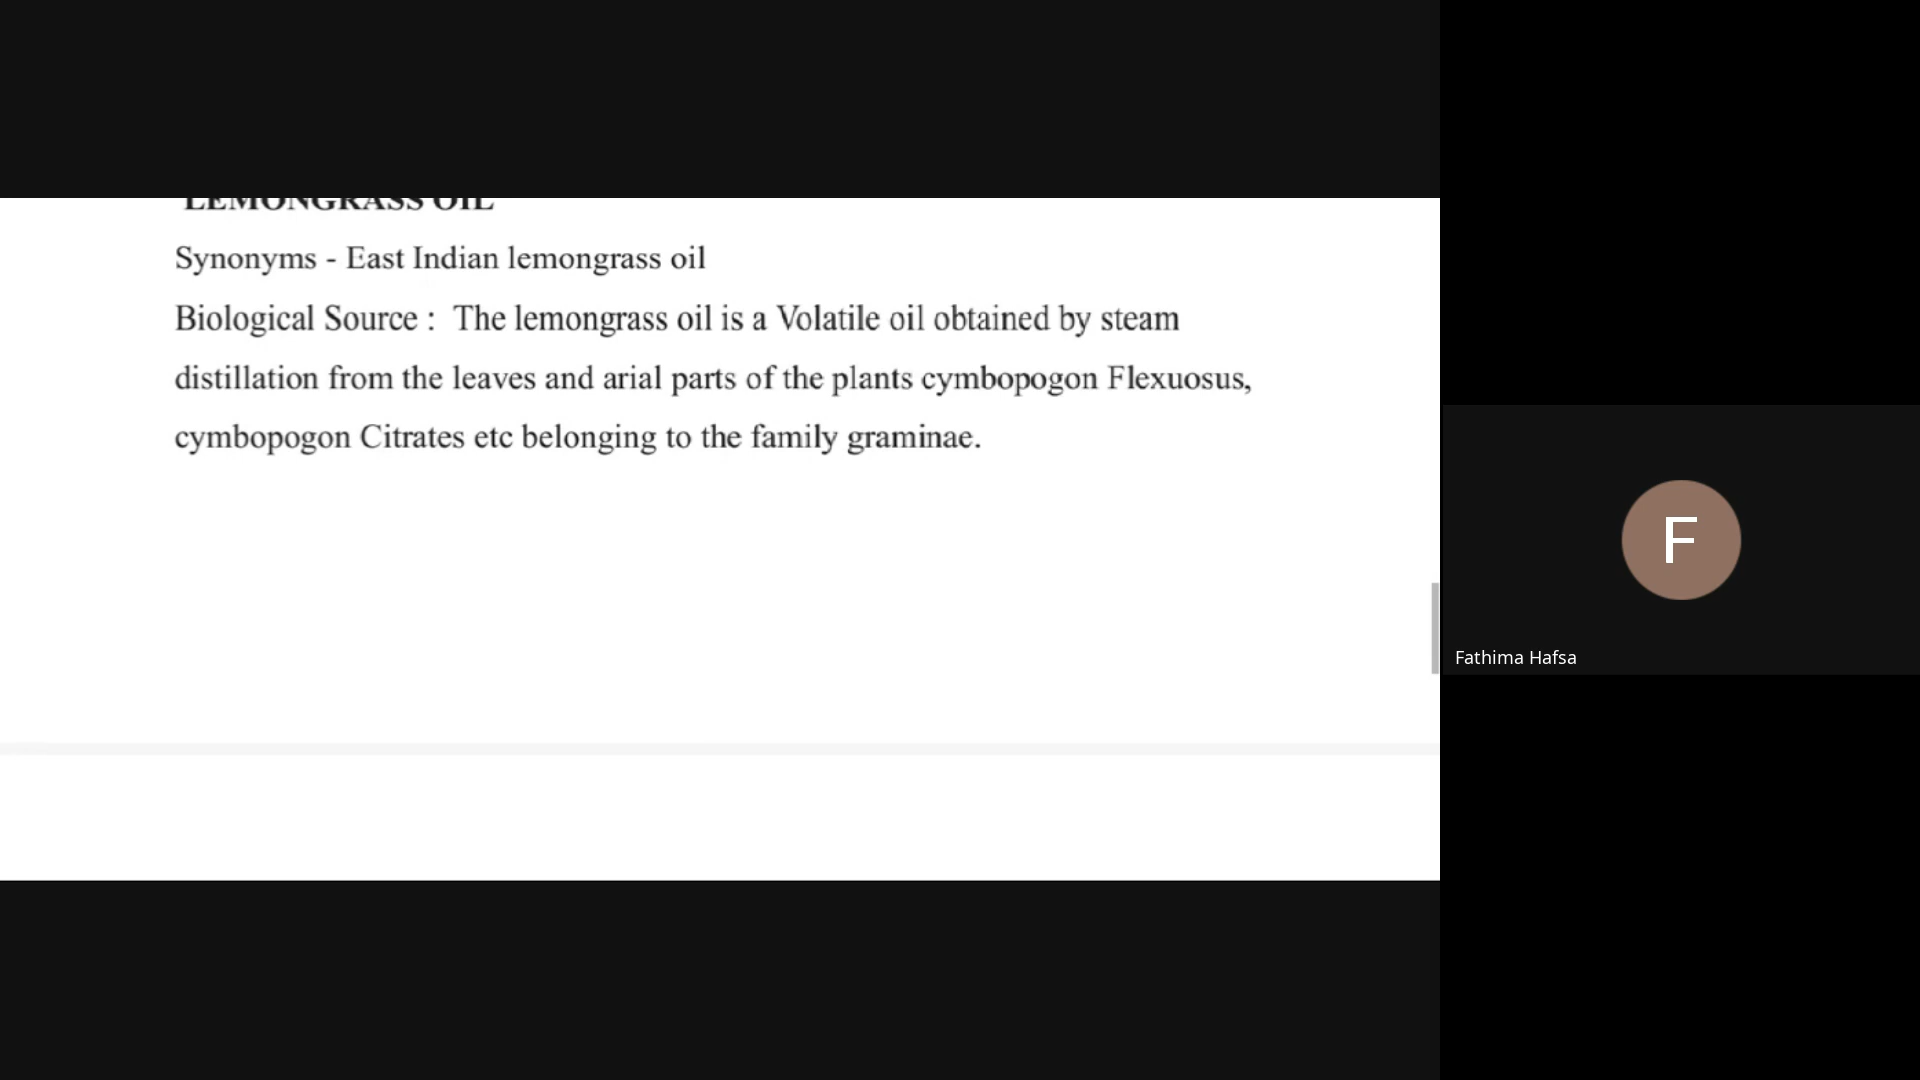 LEMONGRASS OIL
Synonyms - East Indian lemongrass oil
Biological Source :  The lemongrass oil is a Volatile oil obtained by steam
distillation from the leaves and arial parts of the plants cymbopogon Flexuosus,
cymbopogon Citrates etc belonging to the family graminae.
F
Fathima Hafsa